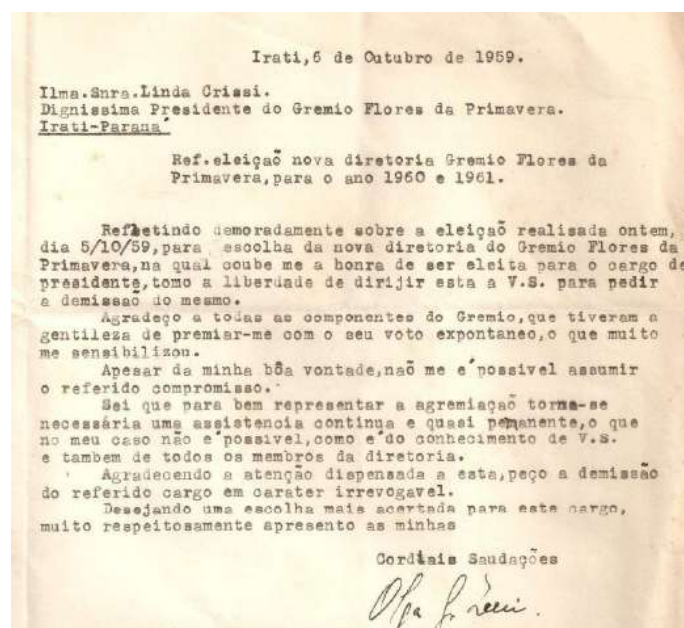 Irati,6 de Outubro de 1959.
Ilma.Snra.Linda Crissi.
Dignissima Presidente do Gremio Flores da Primavera.
Irati-Paraná
Ref.eleiçaõ nova diretoria Gremio Flores da
Primavera,para o ano 1960 e 1961.
Refletindo demoradamente sobre a eleiçaõ realisada ontem,
dia 5/10/59,para escolha da nova diretoria do Gremio Flores da
Primavera,na qual coube me a honra de ser eleita para o cargo de
presidente,tomo a liberdade de dirijir esta a V.S. para pedir
a demissaõ do mesmo.
Agradeço a todas as componentes do Gremio,que tiveram a
gentileza de premiar-me com o seu voto expontaneo,o que muito
me sensibilizou.
Apesar da minha bôa vontade,naõ me é possivel assumir
o referido compromisso.
Sei que para bem representar a agremiaçaõ torna-se
necessária uma assistencia continua e quasi pemanente,o que
no meu caso não é possivel,como é do conhecimento de V.S.
e tambem de todos os membros da diretoria.
Agradecendo a atenção dispensada a esta,peço a demissão
do referido cargo em carater irrevogavel.
Desejando uma escolha mais acertada para este cargo,
muito respeitosamente apresento as minhas
Cordiais Saudações
Olga